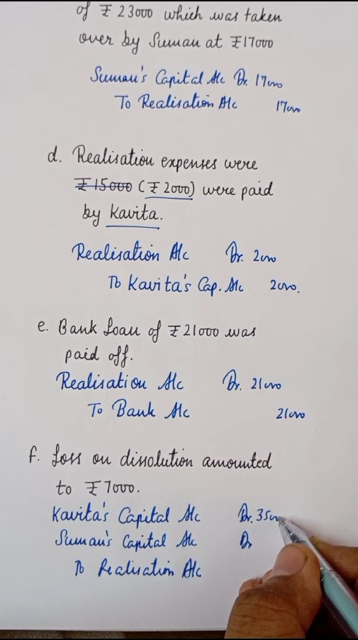 of ₹ 23000 which was taken
over by Suman at ₹17000
Suman's Capital A/c Dr. 17000
To Realisation A/c 17000
d. Realisation expenses were
₹15000 (₹2000) were paid
by Kavita.
Realisation A/c Dr. 2000
To Kavita's Cap. A/c 2000.
e. Bank Loan of ₹21000 was
paid off.
Realisation A/c Dr. 21000
To Bank A/c 21000
f. Loss on dissolution amounted
to ₹7000.
Kavita's Capital A/c Dr. 3500
Suman's Capital A/c Dr
To Realisation A/c